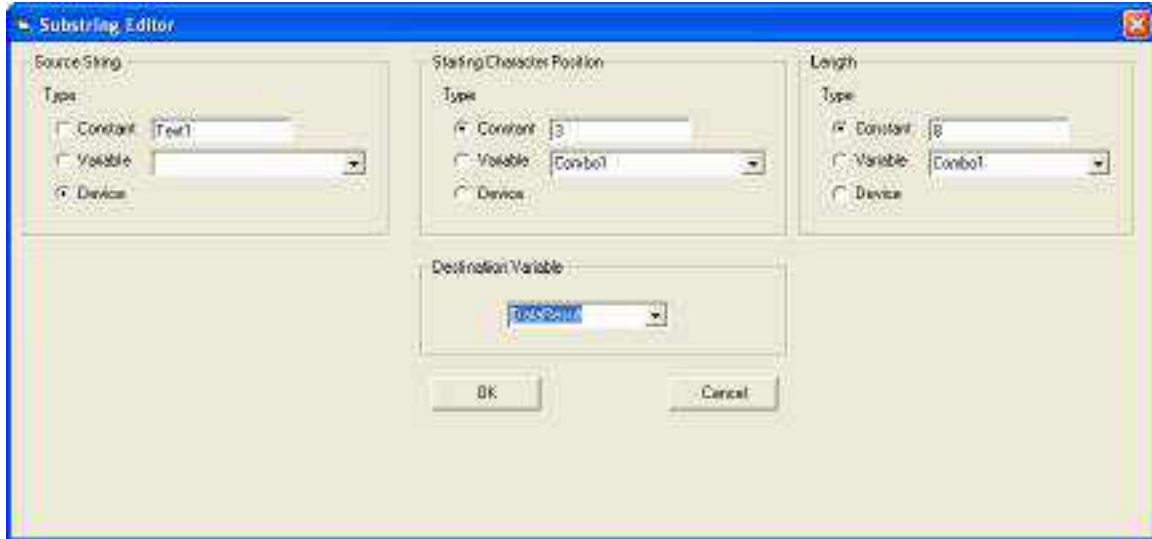 Substring Editor
Source String
Type
Constant Text1
Variable
Device
Starting Character Position
Type
Constant 3
Variable Combo1
Device
Length
Type
Constant 8
Variable Combo1
Device
Destination Variable
OK
Cancel